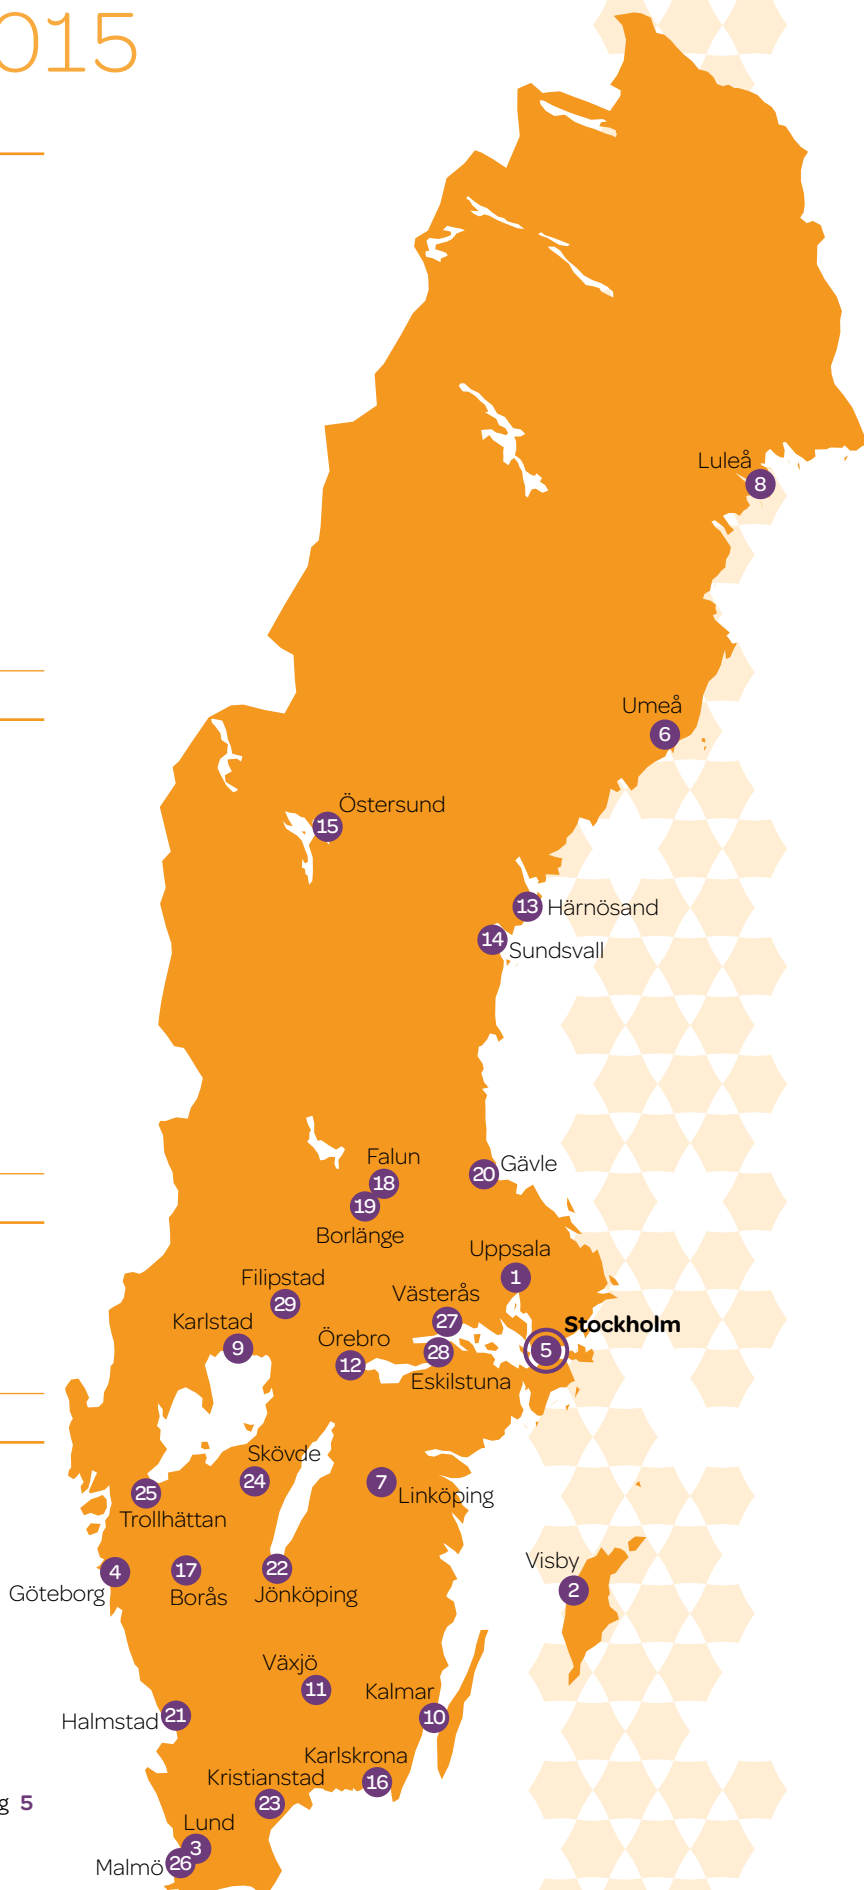 015
Luleå
8
Umeå
6
Östersund
15
13 Härnösand
14
Sundsvall
Falun
18
Gävle
20
19
Borlänge
Uppsala
1
Filipstad
29
Västerås
27
Karlstad
9
Stockholm
5
Örebro
12
28
Eskilstuna
Skövde
24
7
Linköping
25
Trollhättan
Visby
2
4
Göteborg
17
Borås
22
Jönköping
Växjö
11
Kalmar
10
Halmstad 21
Karlskrona
16
Kristianstad
23
g 5
Lund
3
Malmö 26